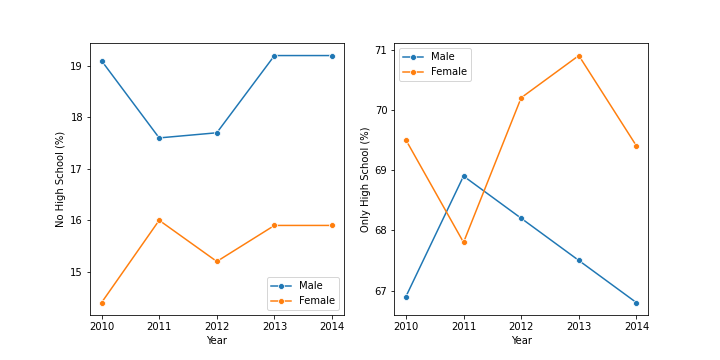 No High School (%)
19
18
17
16
15
2010 2011 2012 2013 2014
Year
Male
Female
Only High School (%)
71
70
69
68
67
2010 2011 2012 2013 2014
Year
Male
Female